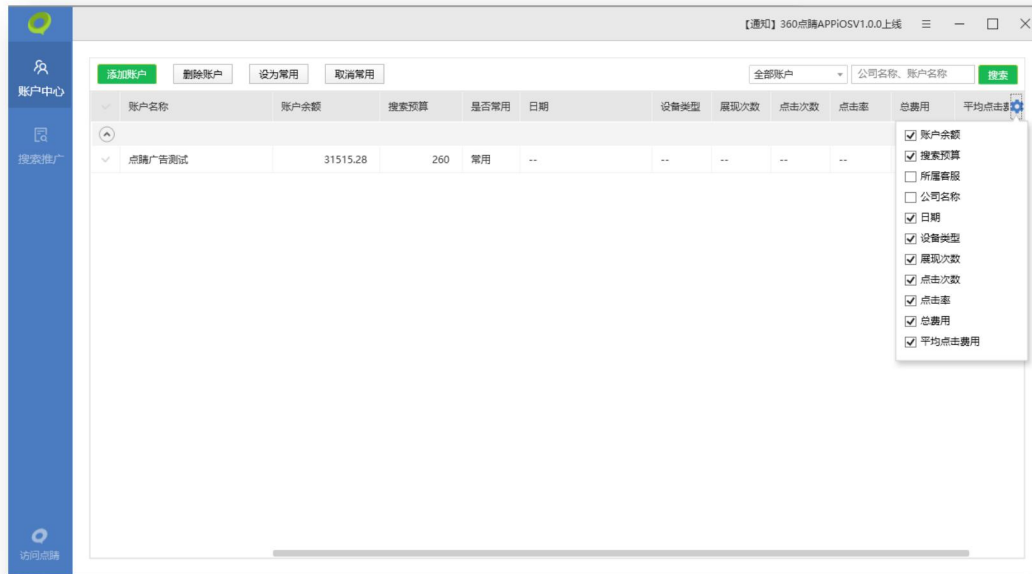 【通知】360点睛APPiOSV1.0.0上线
账户中心
搜索推广
访问点睛
添加账户 删除账户 设为常用 取消常用 全部账户 公司名称、账户名称 搜索
账户名称 账户余额 搜索预算 是否常用 日期 设备类型 展现次数 点击次数 点击率 总费用 平均点击
点睛广告测试 31515.28 260 常用 -- -- -- -- --
账户余额
搜索预算
所属客服
公司名称
日期
设备类型
展现次数
点击次数
点击率
总费用
平均点击费用